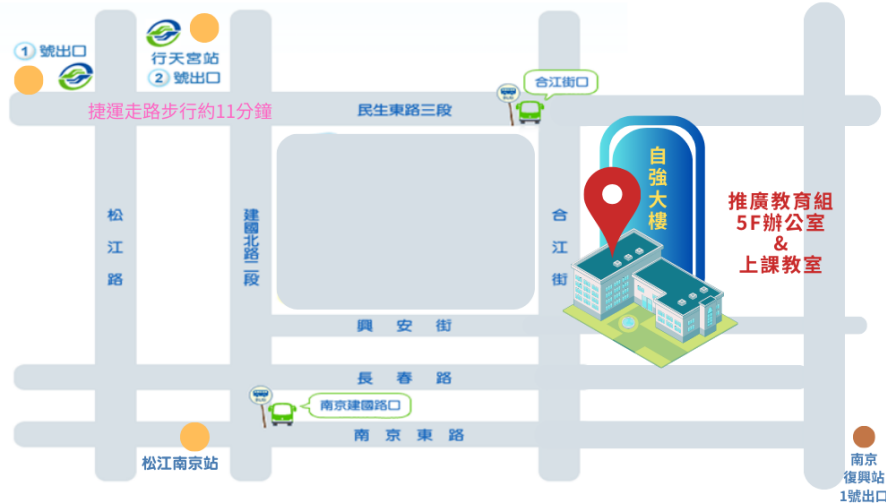 1 號出口
行天宮站
2 號出口
捷運走路步行約11分鐘
民生東路三段
合江街口
自強大樓
推廣教育組
5F辦公室
&
上課教室
松江路
建國北路二段
合江街
興安街
長春路
南京建國路口
南京東路
松江南京站
南京
復興站
1號出口